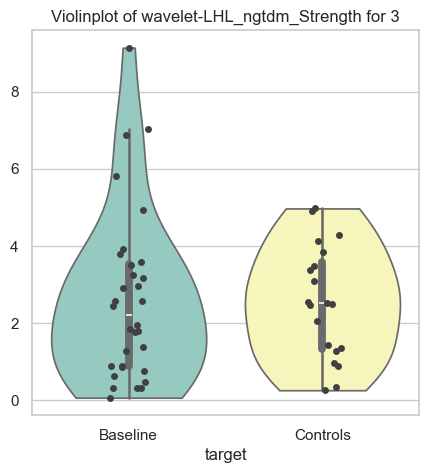 Violinplot of wavelet-LHL_ngtdm_Strength for 3
8
6
4
2
0
Baseline Controls
target